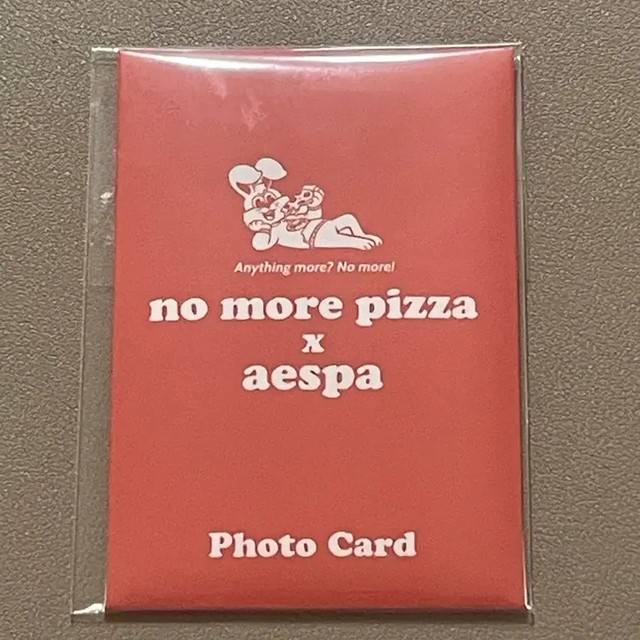 Anything more? No more!
no more pizza
x
aespa
Photo Card